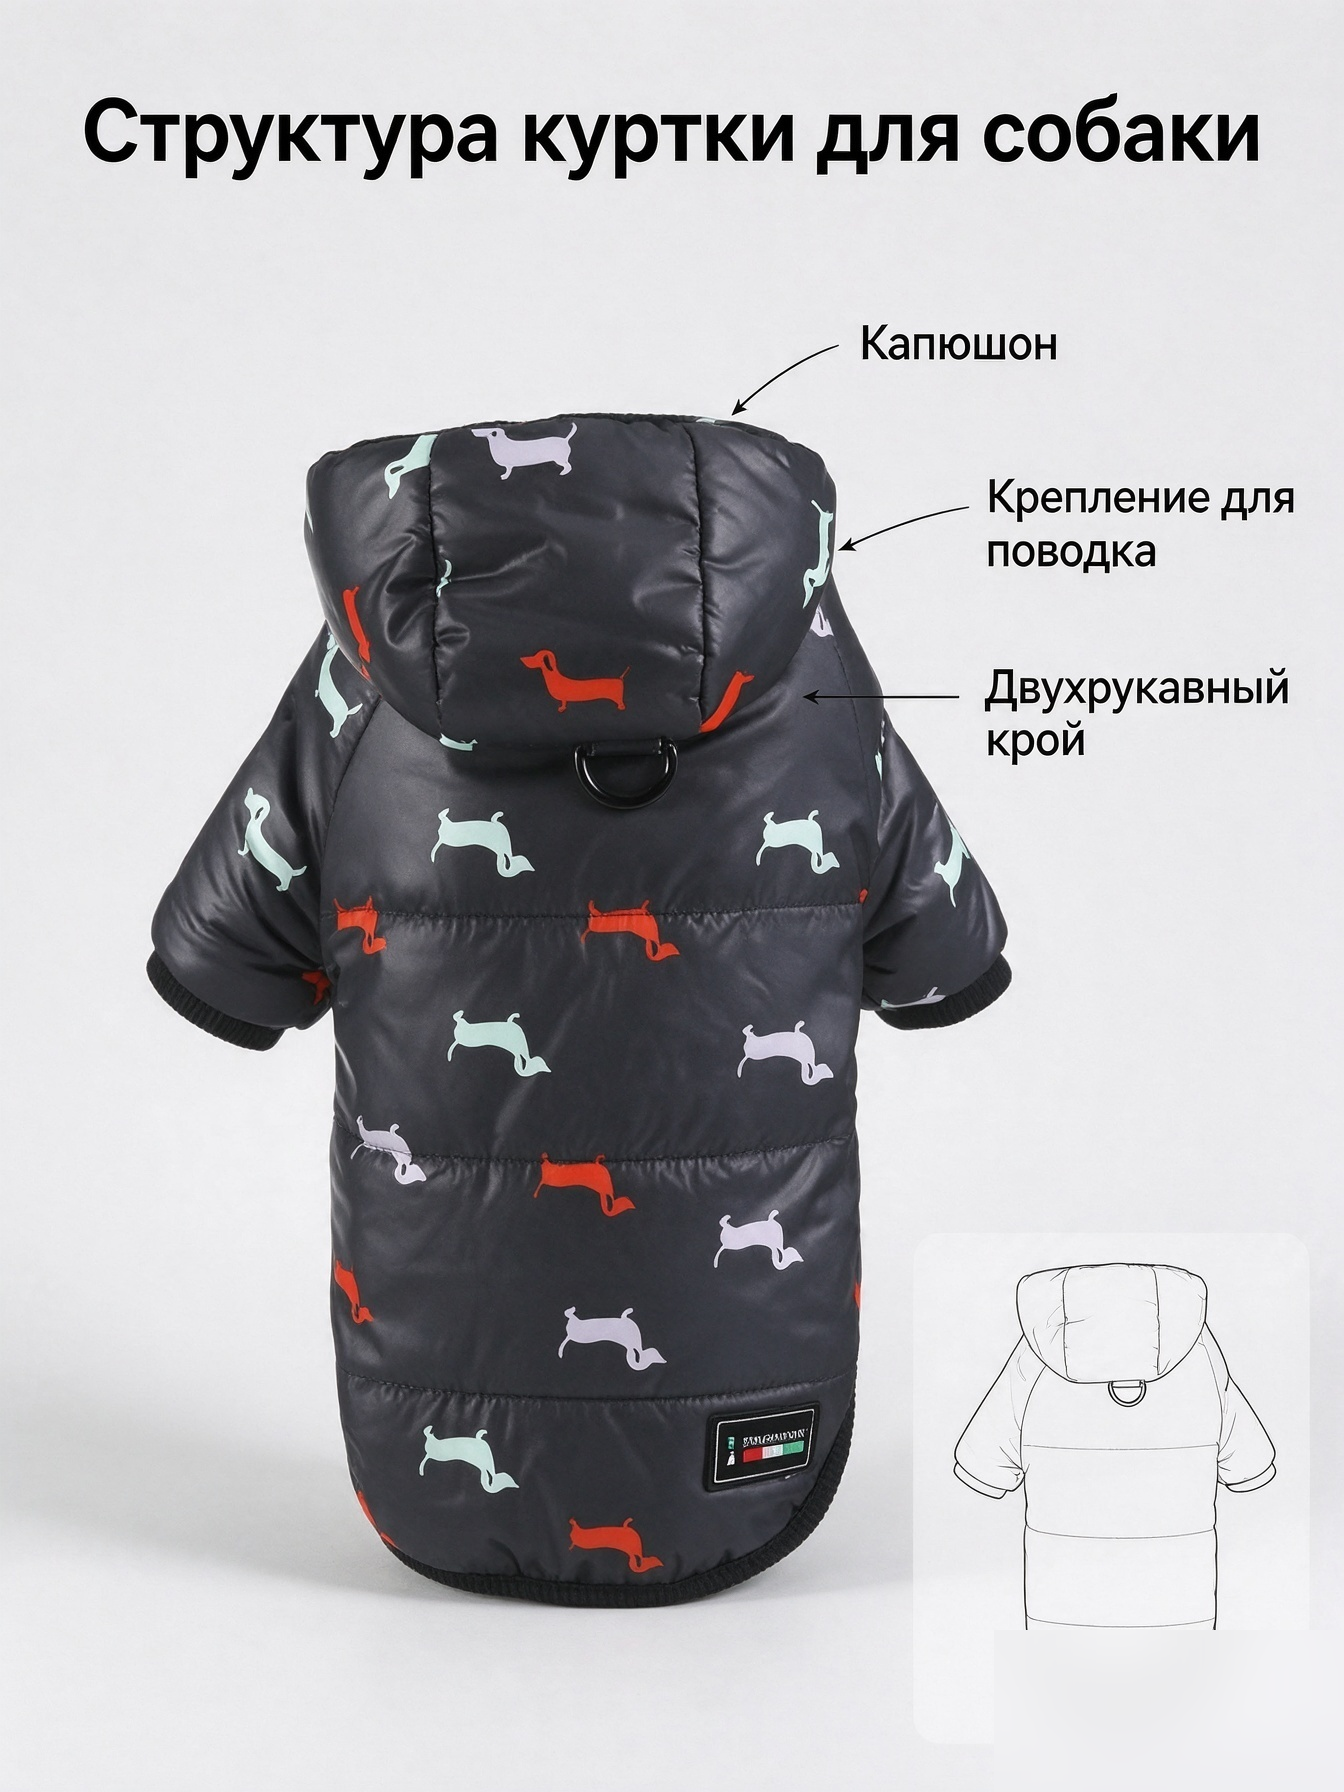 Структура куртки для собаки
Капюшон
Крепление для
поводка
Двухрукавный
крой